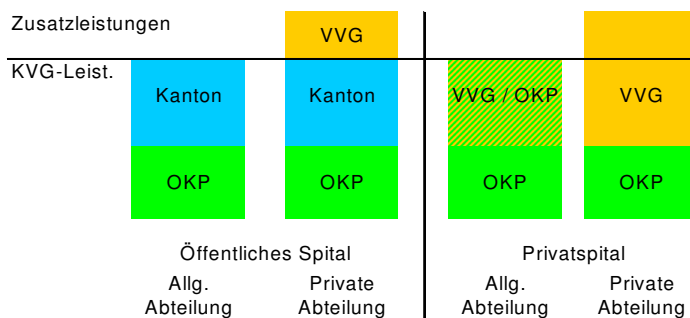 Zusatzleistungen
VVG
KVG-Leist.
Kanton
Kanton
VVG / OKP
VVG
OKP
OKP
OKP
OKP
Öffentliches Spital
Privatspital
Allg.
Abteilung
Private
Abteilung
Allg.
Abteilung
Private
Abteilung